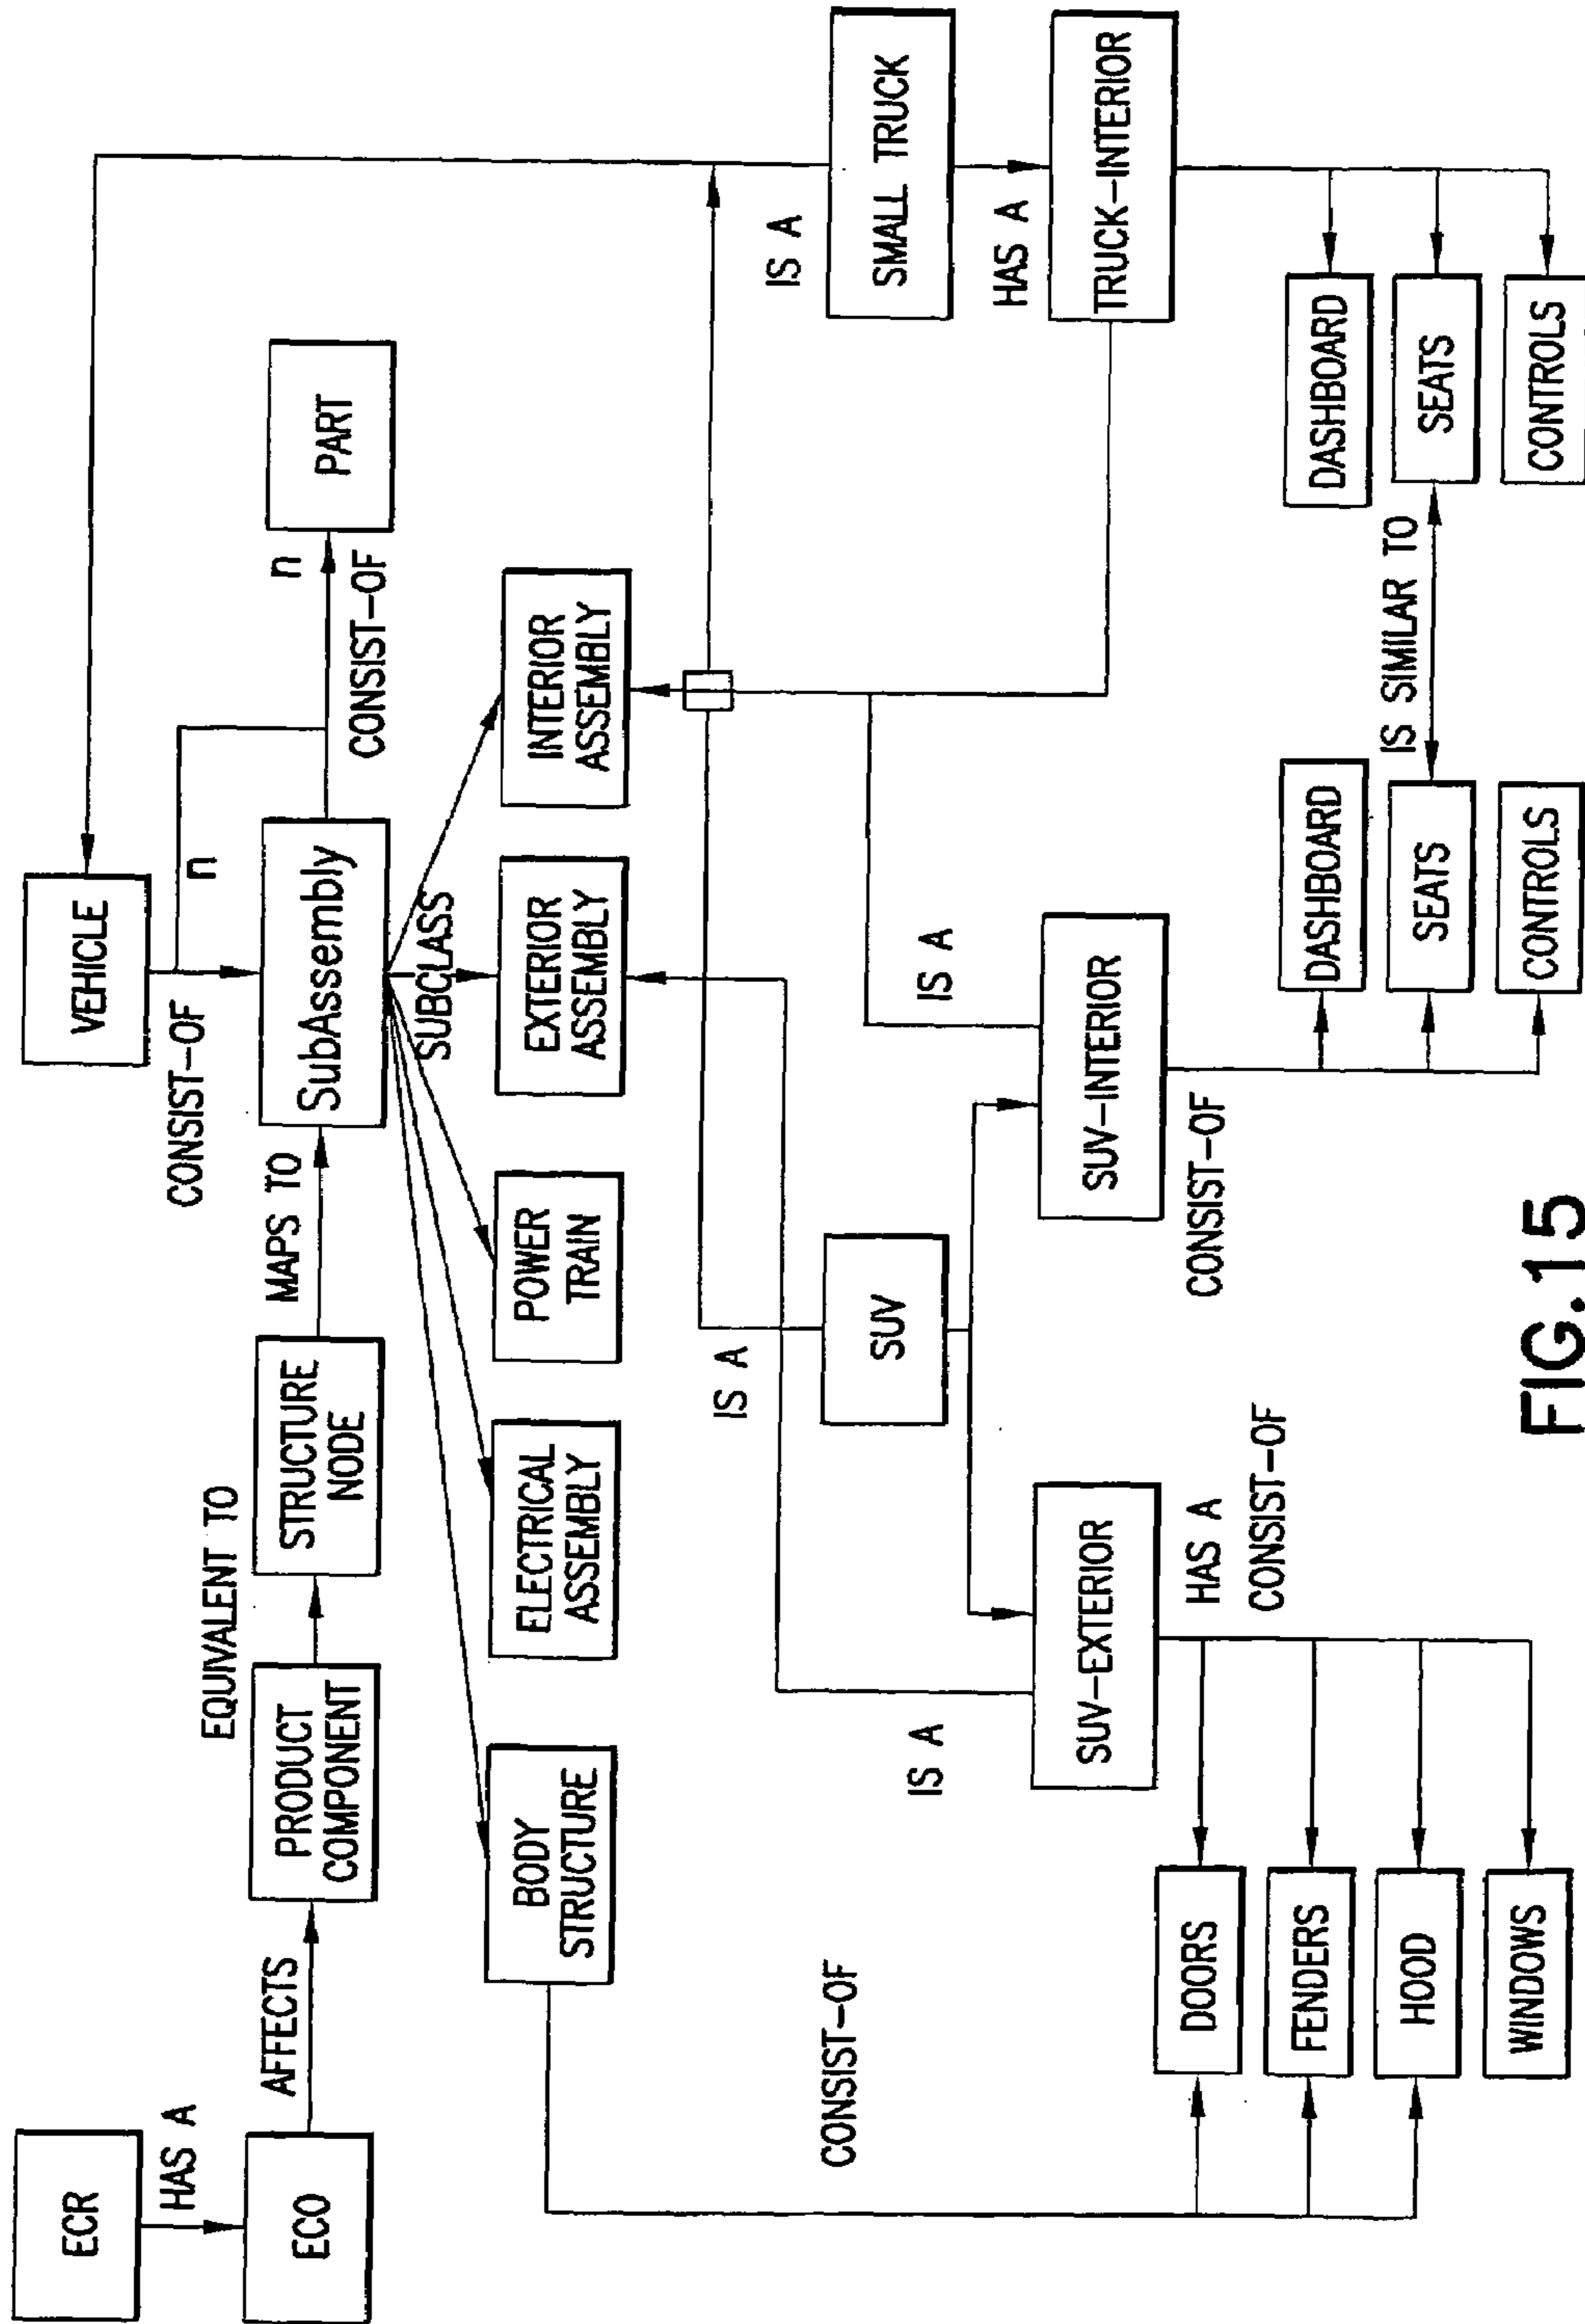 ECR
HAS A
ECO
AFFECTS
PRODUCT
COMPONENT
EQUIVALENT TO
STRUCTURE
NODE
MAPS TO
VEHICLE
CONSIST-OF
n
SubAssembly
n
CONSIST-OF
PART
SUBCLASS
BODY
STRUCTURE
ELECTRICAL
ASSEMBLY
POWER
TRAIN
EXTERIOR
ASSEMBLY
INTERIOR
ASSEMBLY
IS A
SUV
IS A
SMALL TRUCK
HAS A
TRUCK-INTERIOR
IS A
SUV-EXTERIOR
IS A
SUV-INTERIOR
CONSIST-OF
HAS A
CONSIST-OF
CONSIST-OF
DOORS
FENDERS
HOOD
WINDOWS
DASHBOARD
SEATS
CONTROLS
IS SIMILAR TO
DASHBOARD
SEATS
CONTROLS
FIG.15